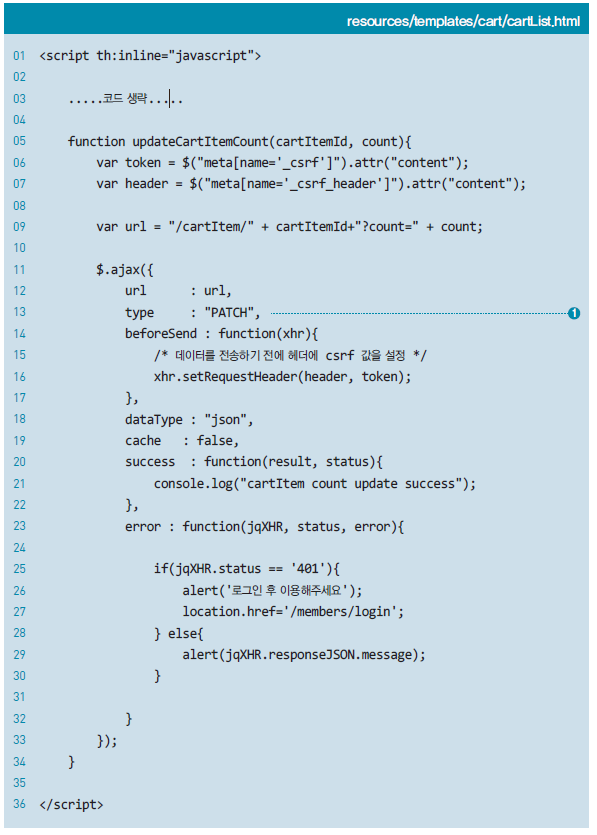 resources/templates/cart/cartList.html
01 <script th:inline="javascript">
02
03     .....코드 생략.....
04
05     function updateCartItemCount(cartItemId, count){
06         var token = $("meta[name='_csrf']").attr("content");
07         var header = $("meta[name='_csrf_header']").attr("content");
08
09         var url = "/cartItem/" + cartItemId+"?count=" + count;
10
11         $.ajax({
12             url      : url,
13             type     : "PATCH", ❶
14             beforeSend : function(xhr){
15                 /* 데이터를 전송하기 전에 헤더에 csrf 값을 설정 */
16                 xhr.setRequestHeader(header, token);
17             },
18             dataType : "json",
19             cache   : false,
20             success  : function(result, status){
21                 console.log("cartItem count update success");
22             },
23             error : function(jqXHR, status, error){
24
25                 if(jqXHR.status == '401'){
26                     alert('로그인 후 이용해주세요');
27                     location.href='/members/login';
28                 } else{
29                     alert(jqXHR.responseJSON.message);
30                 }
31
32             }
33         });
34     }
35
36 </script>